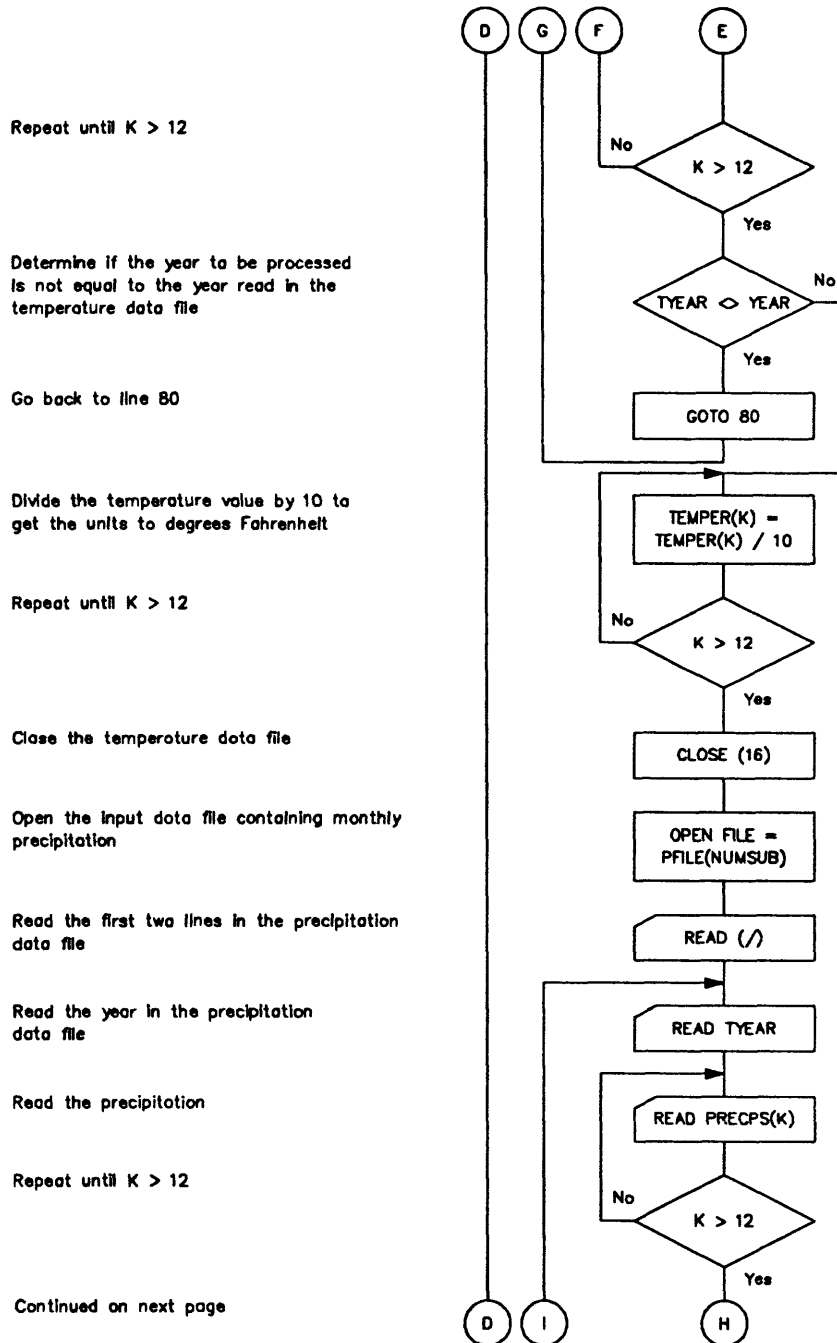 D G F E
Repeat until K > 12
No
K > 12
Yes
Determine if the year to be processed
is not equal to the year read in the
temperature data file
No
TYEAR <> YEAR
Yes
Go back to line 80
GOTO 80
Divide the temperature value by 10 to
get the units to degrees Fahrenheit
TEMPER(K) =
TEMPER(K) / 10
Repeat until K > 12
No
K > 12
Yes
Close the temperature data file
CLOSE (16)
Open the input data file containing monthly
precipitation
OPEN FILE =
PFILE(NUMSUB)
Read the first two lines in the precipitation
data file
READ (/)
Read the year in the precipitation
data file
READ TYEAR
Read the precipitation
READ PRECPS(K)
Repeat until K > 12
No
K > 12
Yes
Continued on next page
D I H